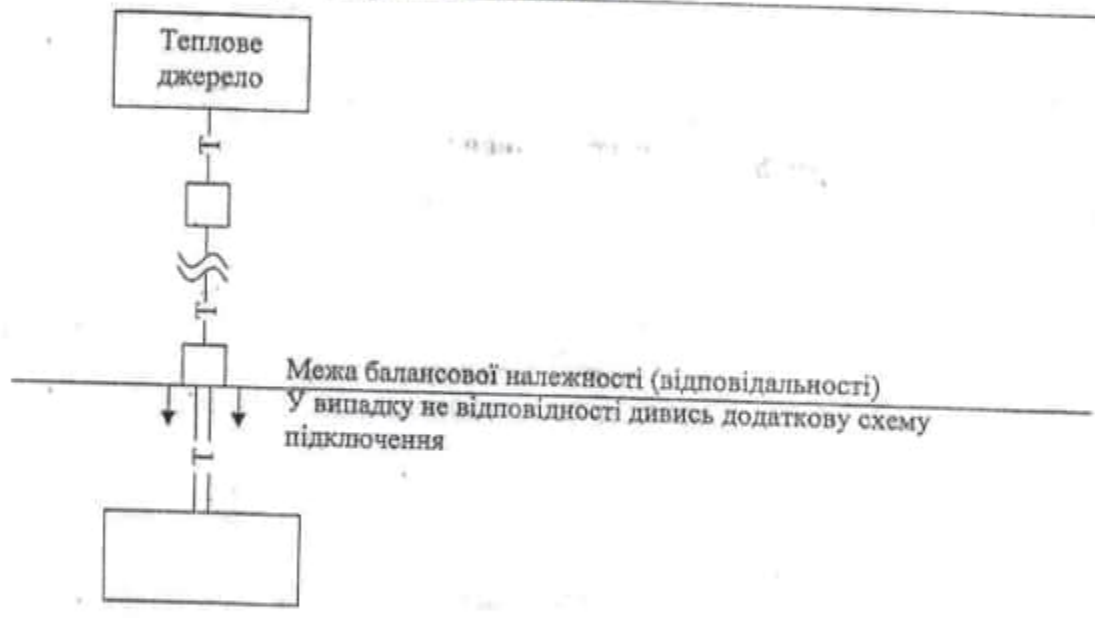 Теплове
джерело
Т
Т
Межа балансової належності (відповідальності)
У випадку не відповідності дивись додаткову схему
підключення
Т